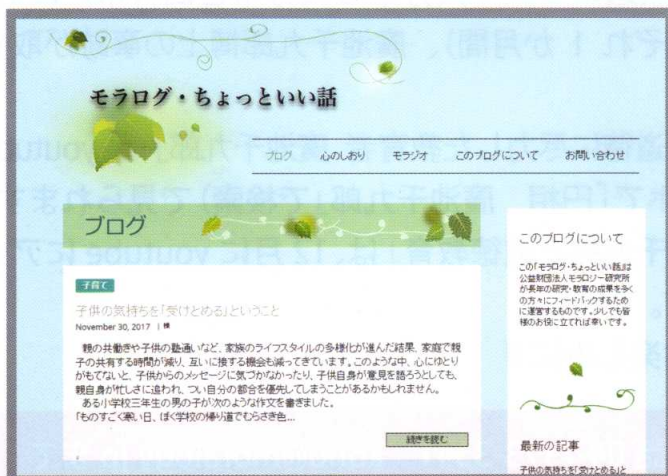 モラログ・ちょっといい話
ブログ
心のしおり
モラジオ
このブログについて
お問い合わせ
ブログ
子育て
子供の気持ちを「受けとめる」ということ
November 30, 2017 |
親の共働きや子供の塾通いなど、家族のライフスタイルの多様化が進んだ結果、家庭で親
子の共有する時間が減り、互いに接する機会も減ってきています。このような中、心にゆとり
がもてないと、子供からのメッセージに気づかなかったり、子供自身が意見を語ろうとしても、
親自身が忙しさに追われ、つい自分の都合を優先してしまうことがあるかもしれません。
ある小学校三年生の男の子が次のような作文を書きました。
「ものすごく寒い日、ぼく学校の帰り道でむらさき色…
続きを読む
このブログについて
この「モラログ・ちょっといい話」は
公益財団法人モラロジー研究所
が長年の研究・教育の成果を多く
の方々にフィードバックするため
に運営するものです。少しでも皆
様のお役に立てれば幸いです。
最新の記事
子供の気持ちを「受けとめる」と